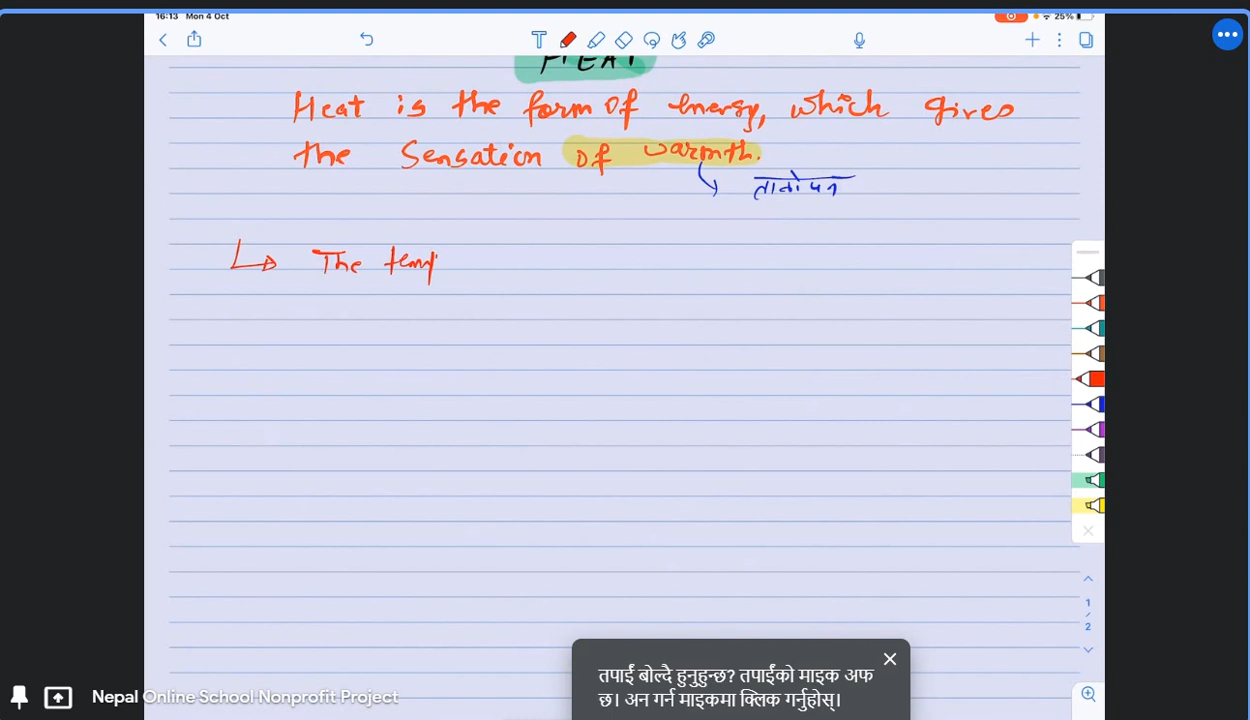 16:13 Mon 4 Oct
25%
HEAT
Heat is the form of energy, which gives
the Sensation of warmth.
तातोपन
The temp
1
2
तपाईं बोल्दै हुनुहुन्छ? तपाईंको माइक अफ
छ। अन गर्न माइकमा क्लिक गर्नुहोस्।
Nepal Online School Nonprofit Project